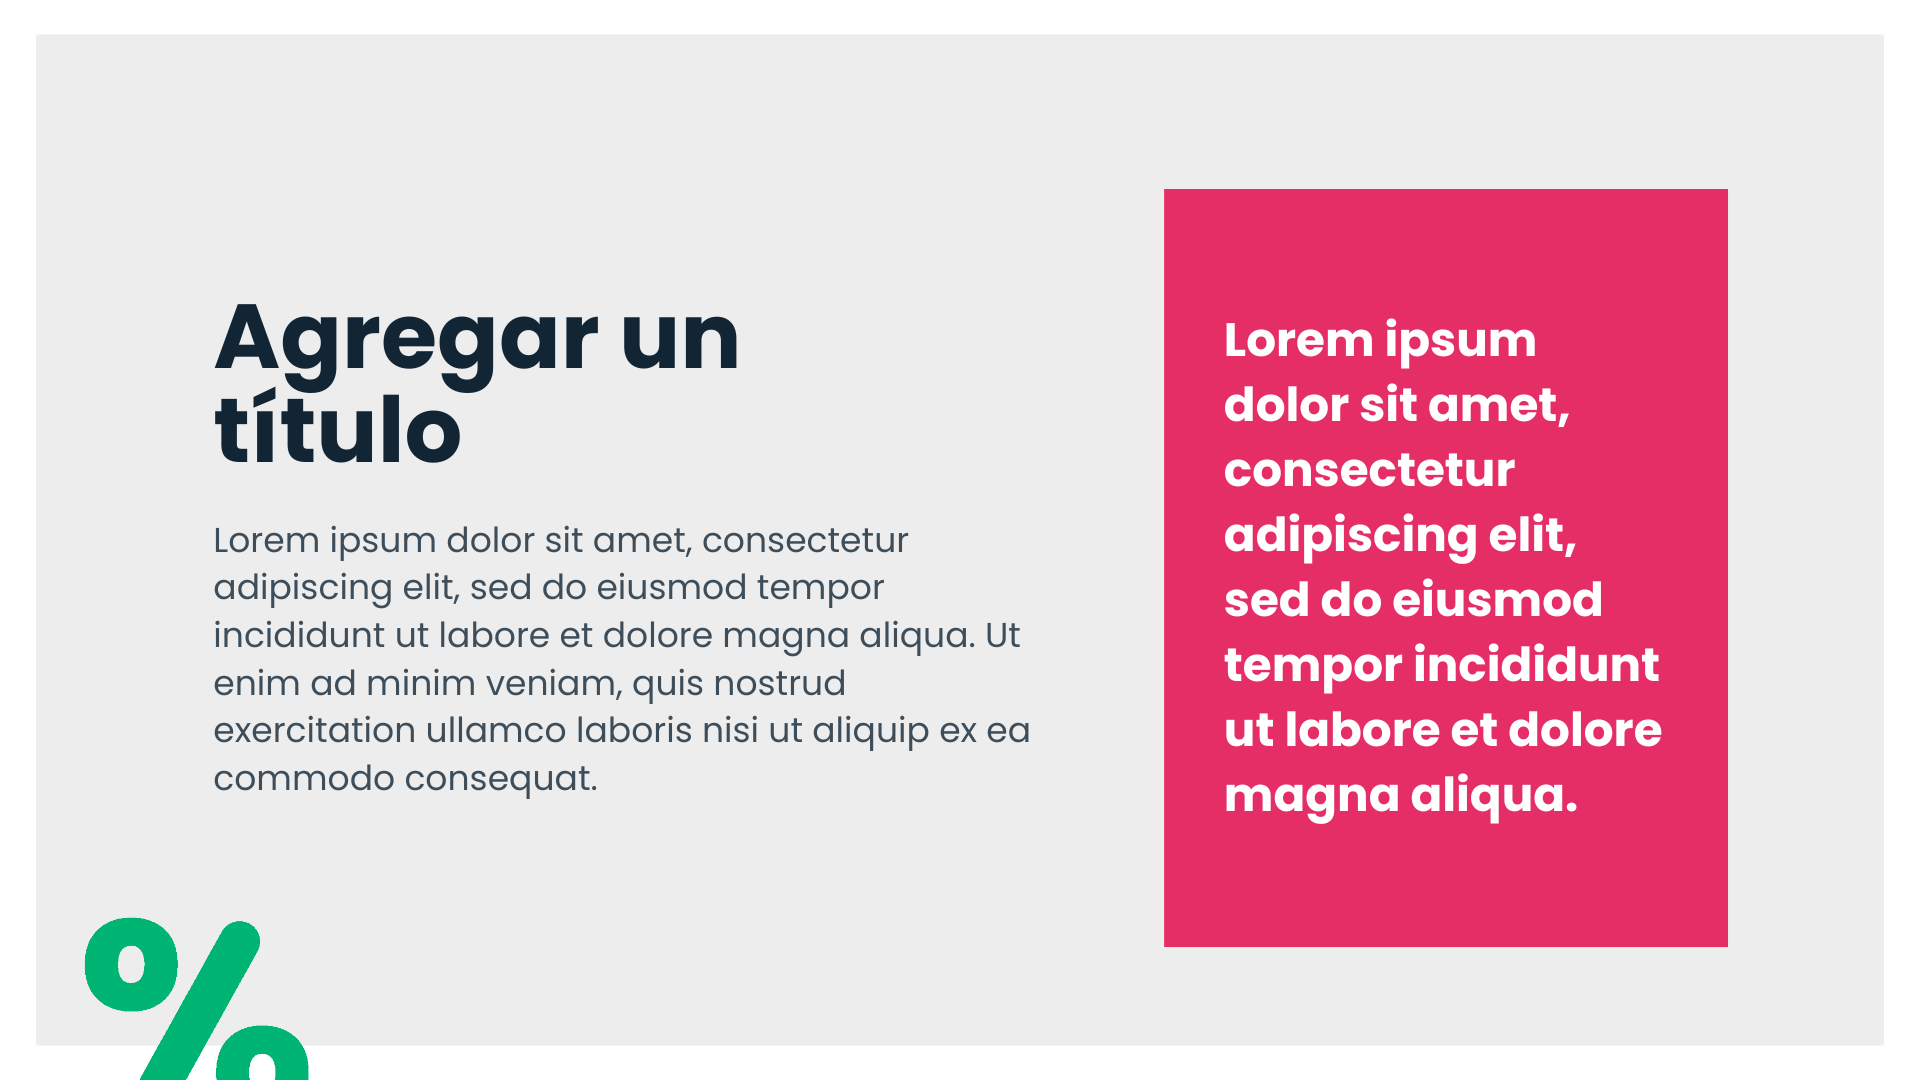 Agregar un
título
Lorem ipsum dolor sit amet, consectetur
adipiscing elit, sed do eiusmod tempor
incididunt ut labore et dolore magna aliqua. Ut
enim ad minim veniam, quis nostrud
exercitation ullamco laboris nisi ut aliquip ex ea
commodo consequat.
Lorem ipsum
dolor sit amet,
consectetur
adipiscing elit,
sed do eiusmod
tempor incididunt
ut labore et dolore
magna aliqua.
%